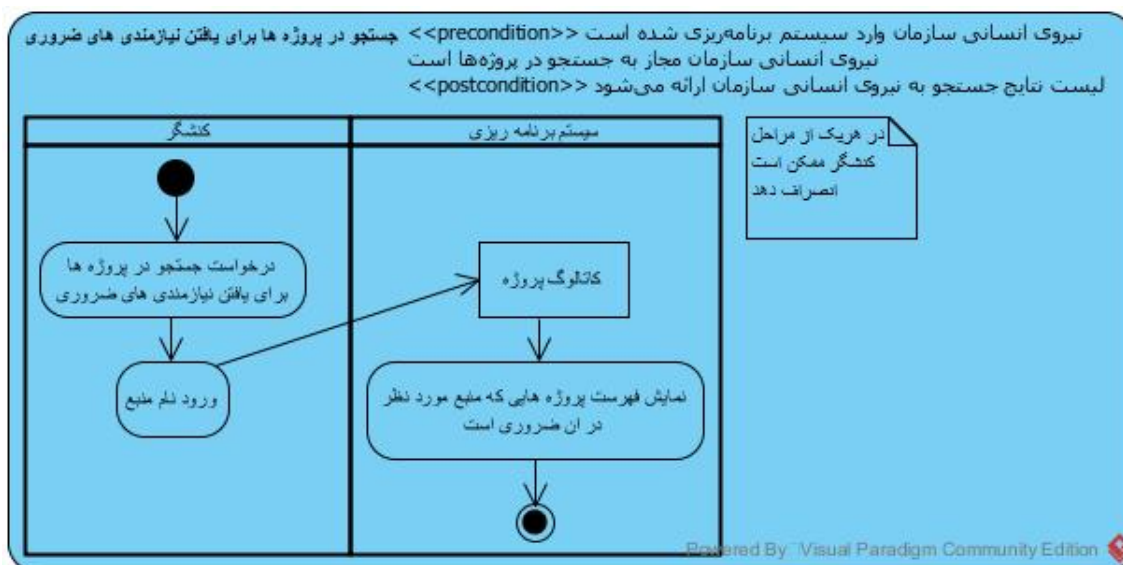 جستجو در پروژه ها برای یافتن نیازمندی های ضروری <<precondition>> نیروی انسانی سازمان وارد سیستم برنامه‌ریزی شده است
نیروی انسانی سازمان مجاز به جستجو در پروژه‌ها است
<<postcondition>> لیست نتایج جستجو به نیروی انسانی سازمان ارائه می‌شود
کنشگر
سیستم برنامه ریزی
در هریک از مراحل
کنشگر ممکن است
انصراف دهد
درخواست جستجو در پروژه ها
برای یافتن نیازمندی های ضروری
ورود نام منبع
کاتالوگ پروژه
نمایش فهرست پروژه هایی که منبع مورد نظر
در ان ضروری است
Powered By Visual Paradigm Community Edition